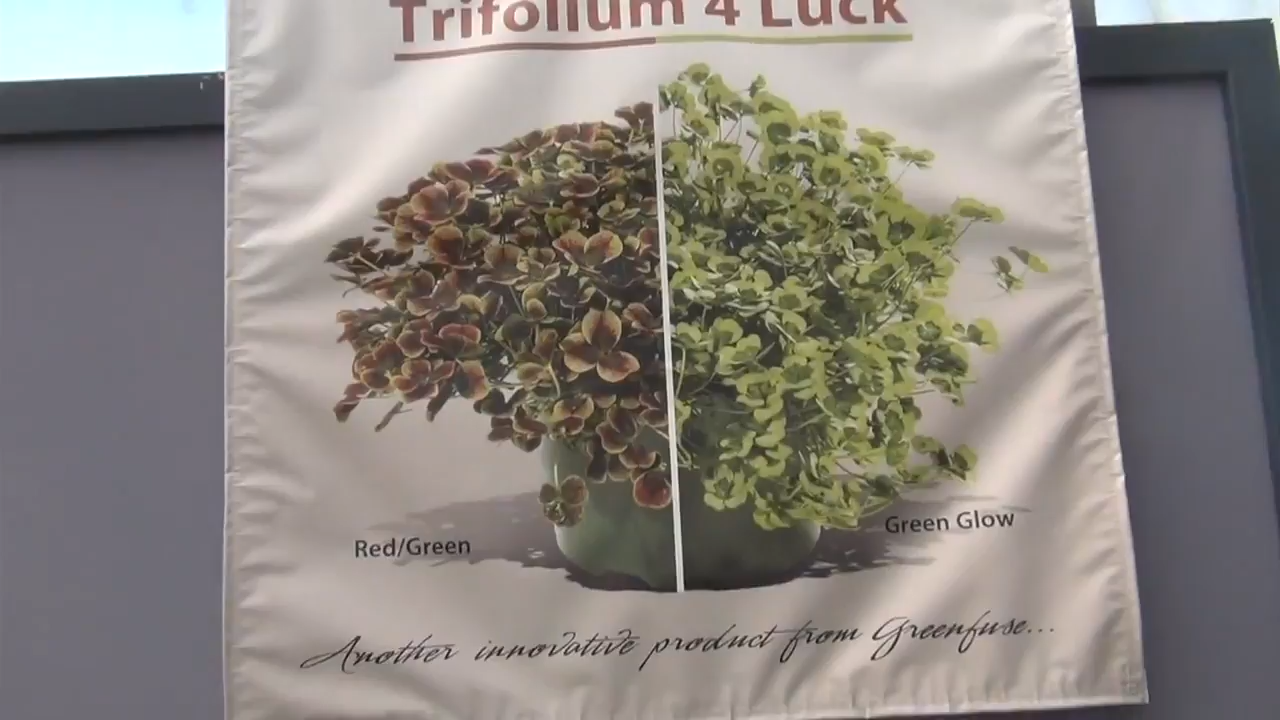 Trifolium 4 Luck
Red/Green
Green Glow
Another innovative product from Greenfuse...